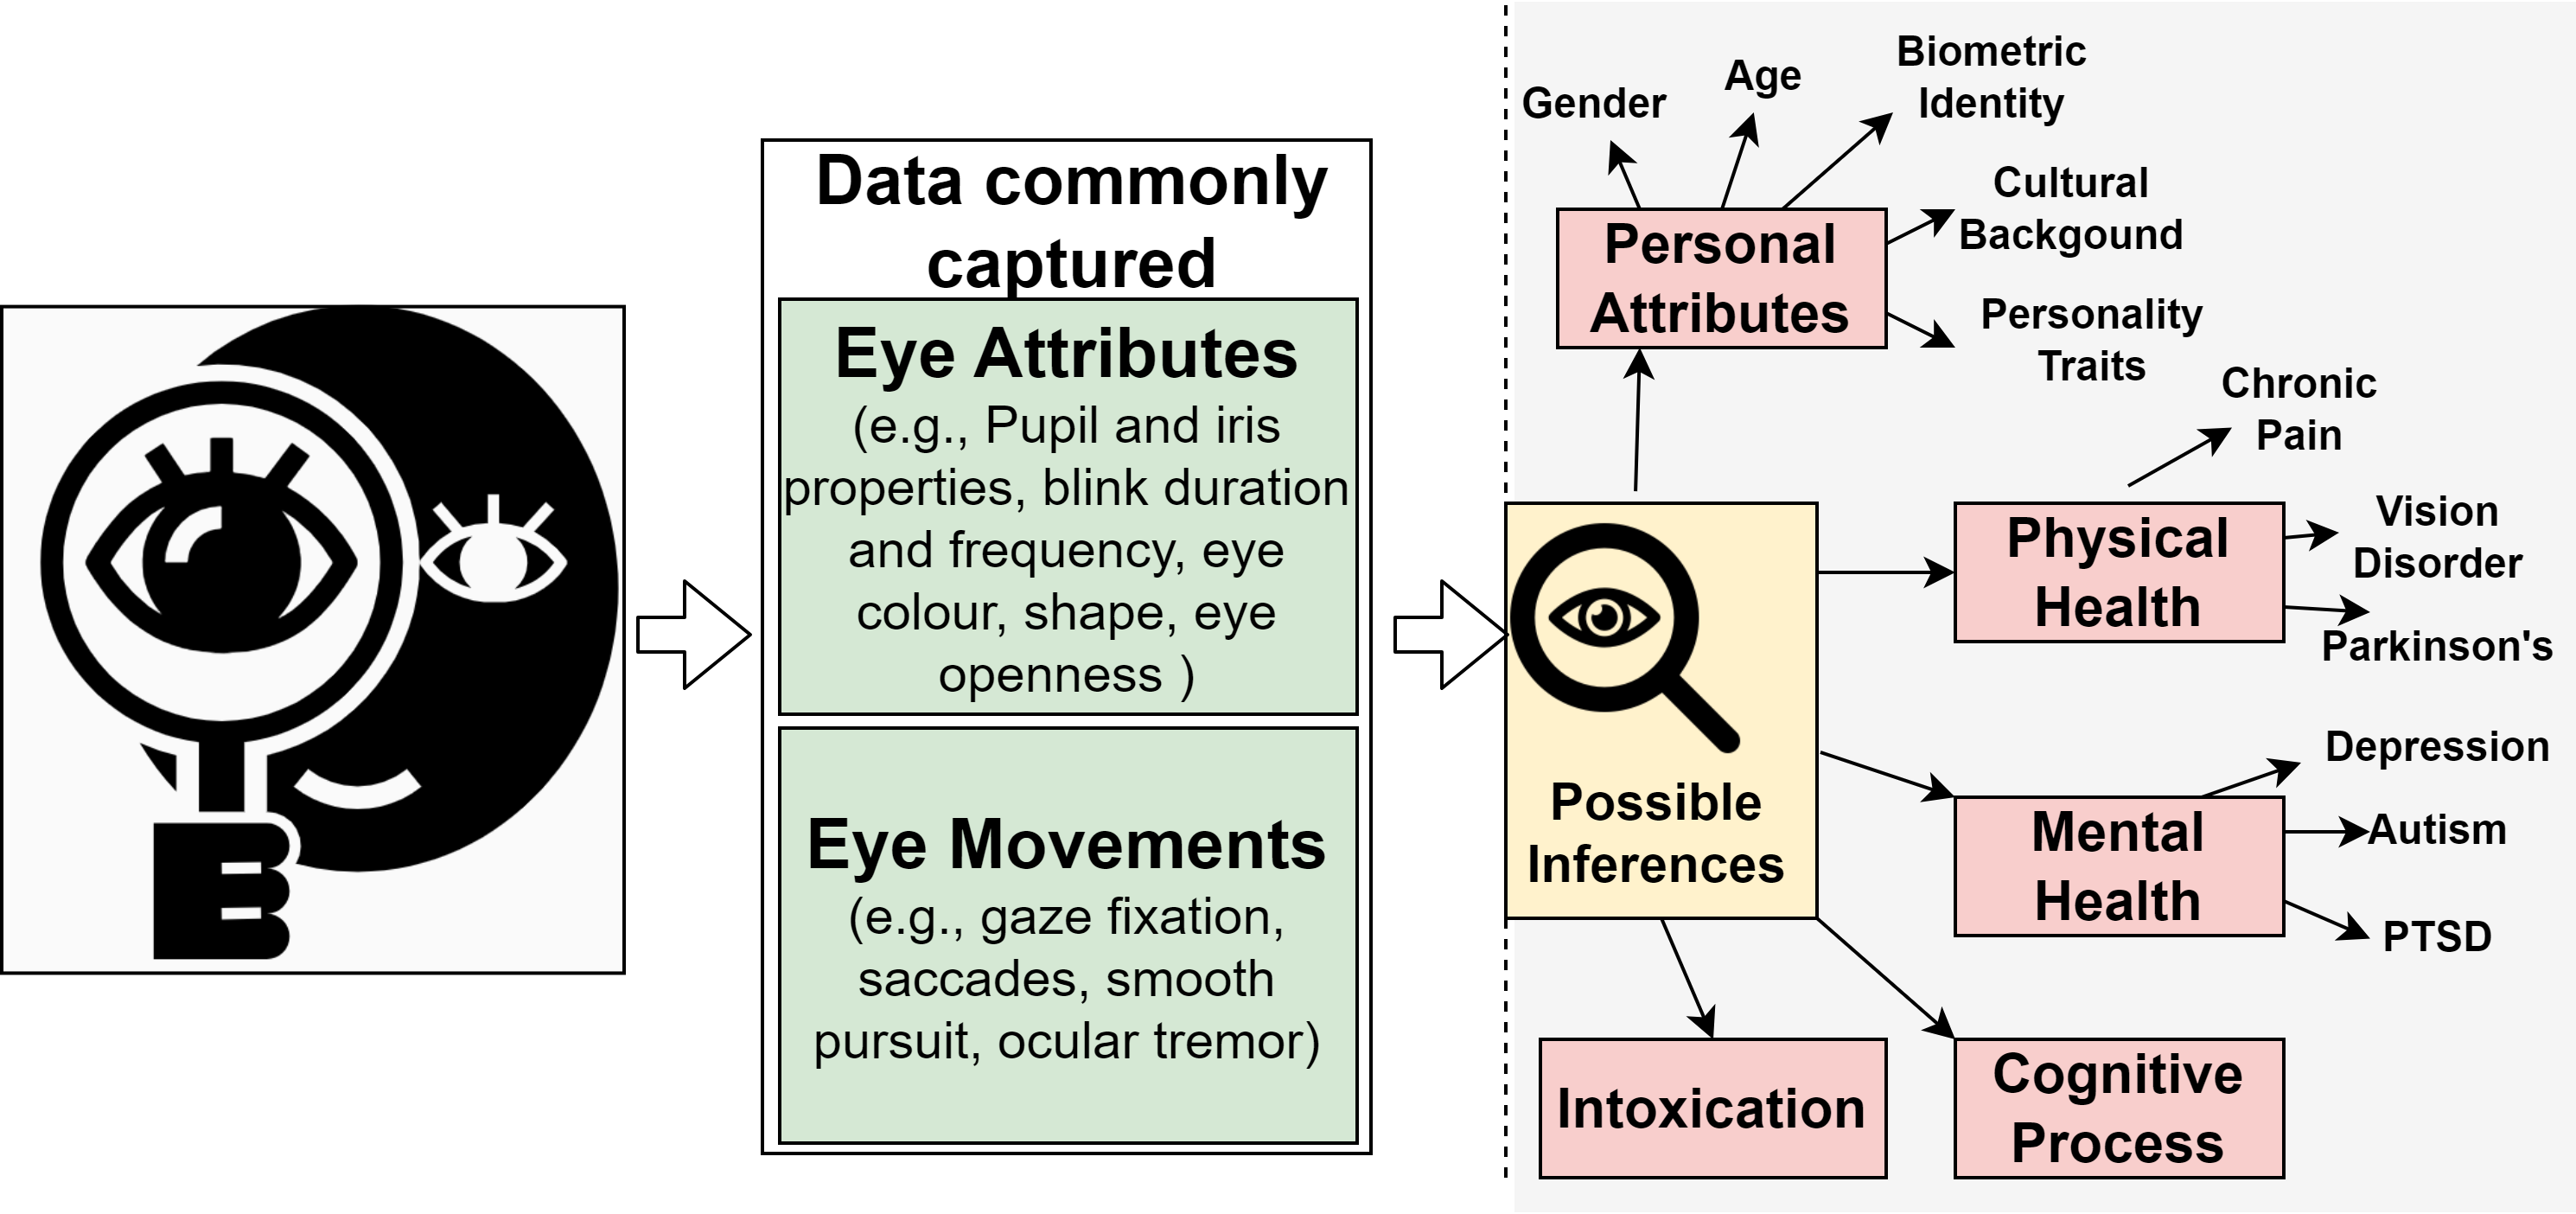 Data commonly
captured
Eye Attributes
(e.g., Pupil and iris
properties, blink duration
and frequency, eye
colour, shape, eye
openness )
Eye Movements
(e.g., gaze fixation,
saccades, smooth
pursuit, ocular tremor)
Possible
Inferences
Personal
Attributes
Gender
Age
Biometric
Identity
Cultural
Backgound
Personality
Traits
Physical
Health
Chronic
Pain
Vision
Disorder
Parkinson's
Mental
Health
Depression
Autism
PTSD
Intoxication
Cognitive
Process